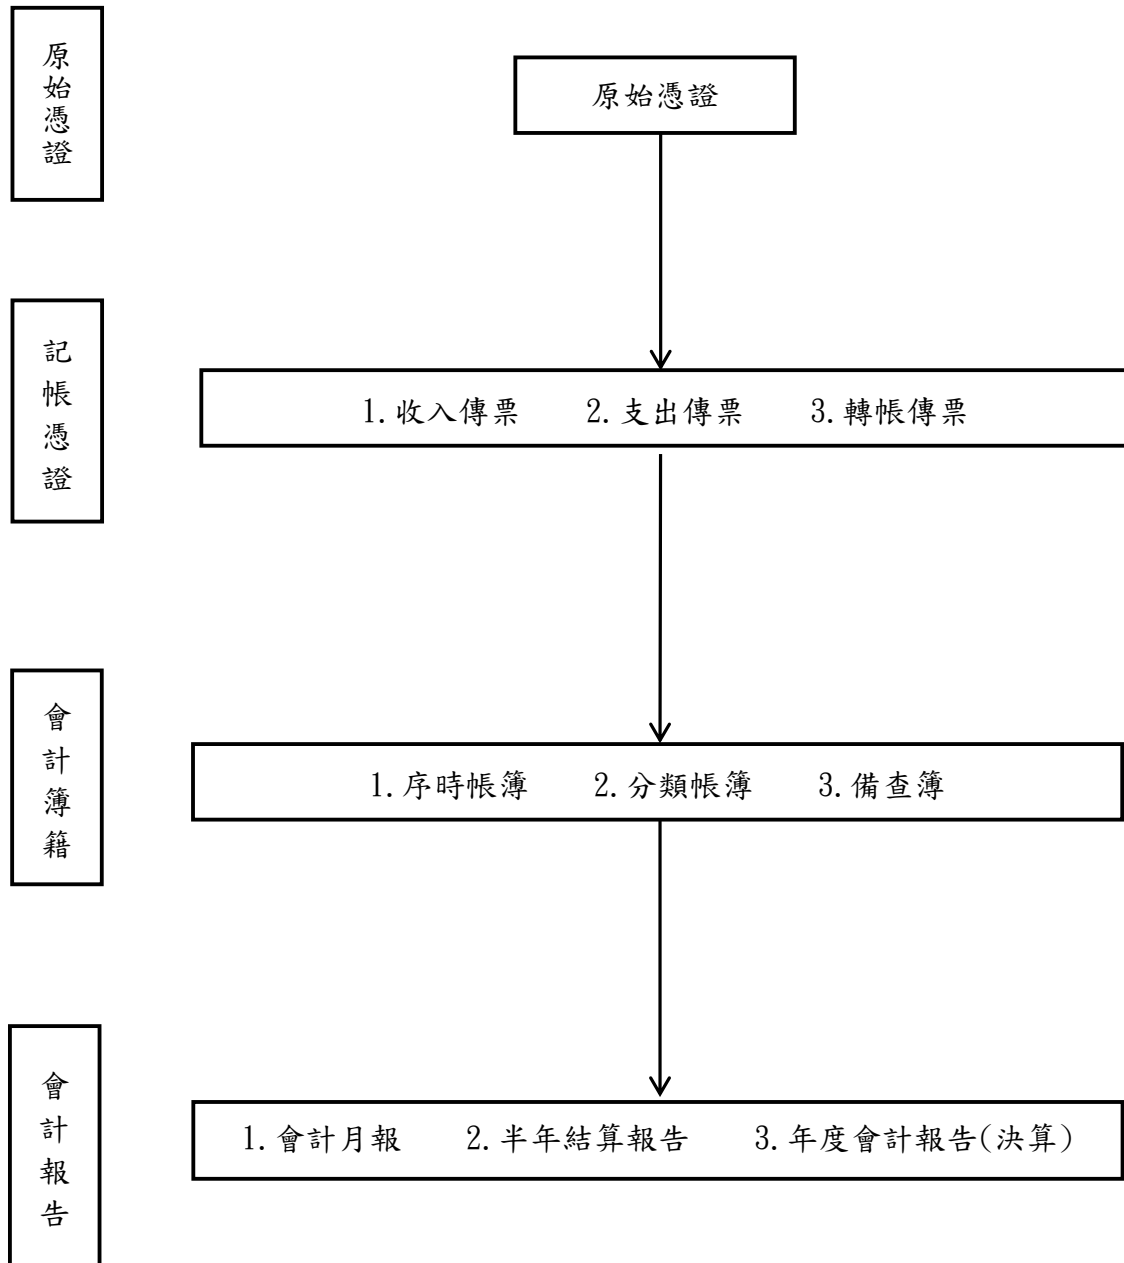 原始憑證
原始憑證
記帳憑證
1.收入傳票 2.支出傳票 3.轉帳傳票
會計簿籍
1.序時帳簿 2.分類帳簿 3.備查簿
會計報告
1.會計月報 2.半年結算報告 3.年度會計報告(決算)